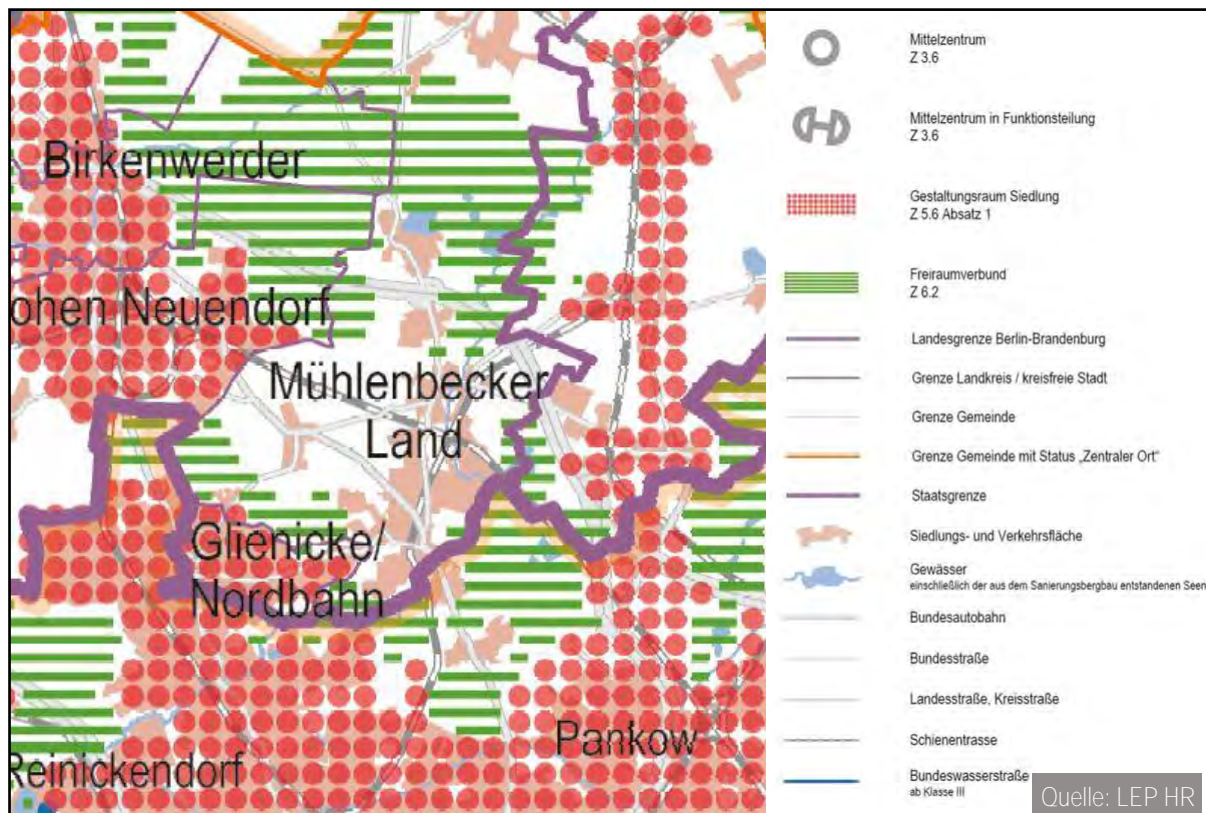 Birkenwerder
ohen Neuendorf
Mühlenbecker
Land
Glienicke/
Nordbahn
Pankow
Reinickendorf
Mittelzentrum
Z 3.6
Mittelzentrum in Funktionsteilung
Z 3.6
Gestaltungsraum Siedlung
Z 5.6 Absatz 1
Freiraumverbund
Z 6.2
Landesgrenze Berlin-Brandenburg
Grenze Landkreis / kreisfreie Stadt
Grenze Gemeinde
Grenze Gemeinde mit Status „Zentraler Ort"
Staatsgrenze
Siedlungs- und Verkehrsfläche
Gewässer
einschließlich der aus dem Sanierungsbergbau entstandenen Seen
Bundesautobahn
Bundesstraße
Landesstraße, Kreisstraße
Schienentrasse
Bundeswasserstraße
ab Klasse III
Quelle: LEP HR